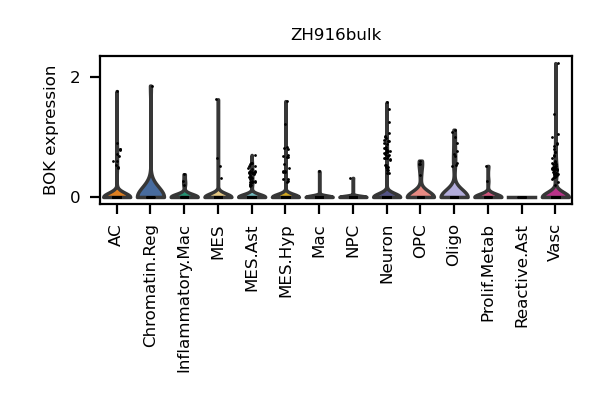 ZH916bulk
BOK expression
2
0
AC
Chromatin.Reg
Inflammatory.Mac
MES
MES.Ast
MES.Hyp
Mac
NPC
Neuron
OPC
Oligo
Prolif.Metab
Reactive.Ast
Vasc